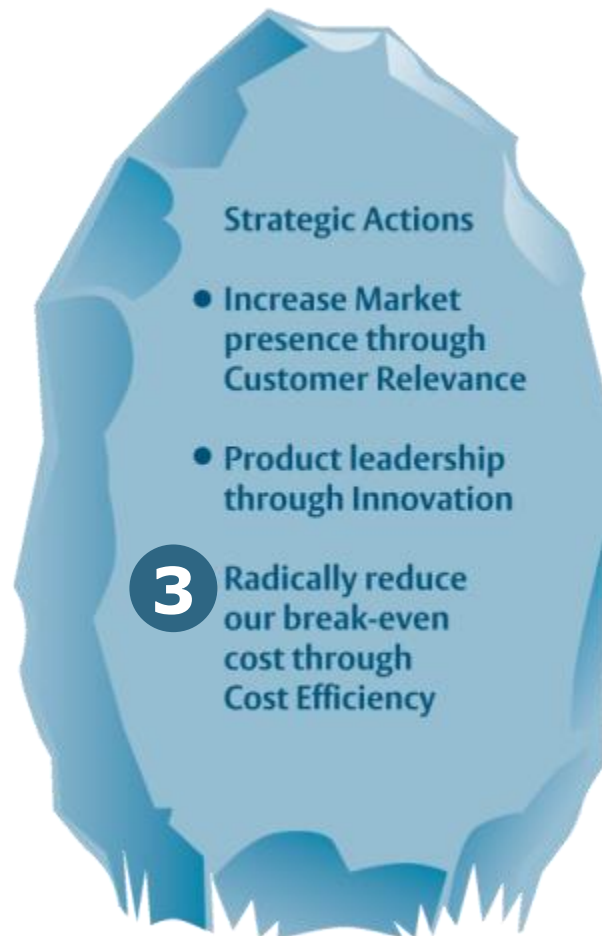 Strategic Actions
• Increase Market
presence through
Customer Relevance
• Product leadership
through Innovation
3 Radically reduce
our break-even
cost through
Cost Efficiency